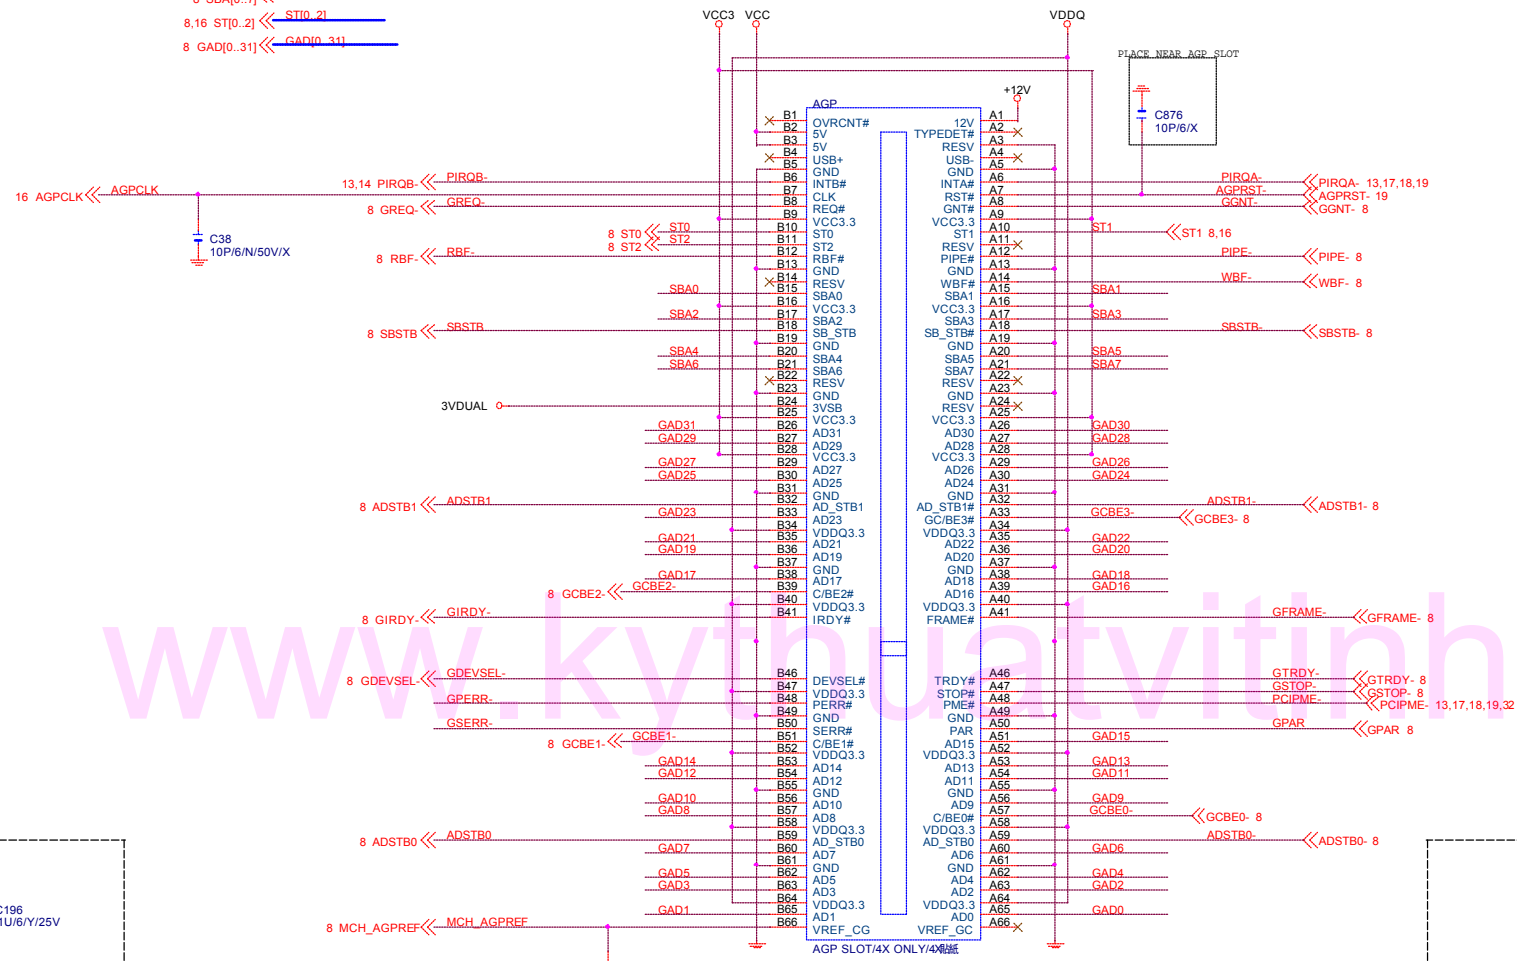 8 SBA[0..7]
8,16 ST[0..2] ST[0..2]
8 GAD[0..31] GAD[0..31]
VCC3 VCC VDDQ
PLACE NEAR AGP SLOT
+12V
C876
10P/6/X
AGP
B1 OVRCNT# 12V A1
B2 5V TYPEDET# A2
B3 5V RESV A3
B4 USB+ USB- A4
B5 GND GND A5
13,14 PIRQB- PIRQB- B6 INTB# INTA# A6 PIRQA- PIRQA- 13,17,18,19
16 AGPCLK AGPCLK B7 CLK RST# A7 AGPRST- AGPRST- 19
8 GREQ- GREQ- B8 REQ# GNT# A8 GGNT- GGNT- 8
B9 VCC3.3 VCC3.3 A9
8 ST0 ST0 B10 ST0 ST1 A10 ST1 ST1 8,16
8 ST2 ST2 B11 ST2 RESV A11
C38
10P/6/N/50V/X
8 RBF- RBF- B12 RBF# PIPE# A12 PIPE- PIPE- 8
B13 GND GND A13
B14 RESV WBF# A14 WBF- WBF- 8
SBA0 B15 SBA0 SBA1 A15 SBA1
B16 VCC3.3 VCC3.3 A16
SBA2 B17 SBA2 SBA3 A17 SBA3
8 SBSTB SBSTB B18 SB_STB SB_STB# A18 SBSTB- SBSTB- 8
B19 GND GND A19
SBA4 B20 SBA4 SBA5 A20 SBA5
SBA6 B21 SBA6 SBA7 A21 SBA7
B22 RESV RESV A22
B23 GND GND A23
3VDUAL B24 3VSB RESV A24
B25 VCC3.3 VCC3.3 A25
GAD31 B26 AD31 AD30 A26 GAD30
GAD29 B27 AD29 AD28 A27 GAD28
B28 VCC3.3 VCC3.3 A28
GAD27 B29 AD27 AD26 A29 GAD26
GAD25 B30 AD25 AD24 A30 GAD24
B31 GND GND A31
8 ADSTB1 ADSTB1 B32 AD_STB1 AD_STB1# A32 ADSTB1- ADSTB1- 8
GAD23 B33 AD23 GC/BE3# A33 GCBE3- GCBE3- 8
B34 VDDQ3.3 VDDQ3.3 A34
GAD21 B35 AD21 AD22 A35 GAD22
GAD19 B36 AD19 AD20 A36 GAD20
B37 GND GND A37
GAD17 B38 AD17 AD18 A38 GAD18
8 GCBE2- GCBE2- B39 C/BE2# AD16 A39 GAD16
B40 VDDQ3.3 VDDQ3.3 A40
8 GIRDY- GIRDY- B41 IRDY# FRAME# A41 GFRAME- GFRAME- 8
www.kythuatvitinh
8 GDEVSEL- GDEVSEL- B46 DEVSEL# TRDY# A46 GTRDY- GTRDY- 8
B47 VDDQ3.3 STOP# A47 GSTOP- GSTOP- 8
GPERR- B48 PERR# PME# A48 PCIPME- PCIPME- 13,17,18,19,32
B49 GND GND A49
GSERR- B50 SERR# PAR A50 GPAR GPAR 8
8 GCBE1- GCBE1- B51 C/BE1# AD15 A51 GAD15
B52 VDDQ3.3 VDDQ3.3 A52
GAD14 B53 AD14 AD13 A53 GAD13
GAD12 B54 AD12 AD11 A54 GAD11
B55 GND GND A55
GAD10 B56 AD10 AD9 A56 GAD9
GAD8 B57 AD8 C/BE0# A57 GCBE0- GCBE0- 8
B58 VDDQ3.3 VDDQ3.3 A58
8 ADSTB0 ADSTB0 B59 AD_STB0 AD_STB0 A59 ADSTB0- ADSTB0- 8
GAD7 B60 AD7 AD6 A60 GAD6
B61 GND GND A61
GAD5 B62 AD5 AD4 A62 GAD4
GAD3 B63 AD3 AD2 A63 GAD2
B64 VDDQ3.3 VDDQ3.3 A64
GAD1 B65 AD1 AD0 A65 GAD0
8 MCH_AGPREF MCH_AGPREF B66 VREF_CG VREF_GC A66
C196
1U/6/Y/25V
AGP SLOT/4X ONLY/4X貼紙